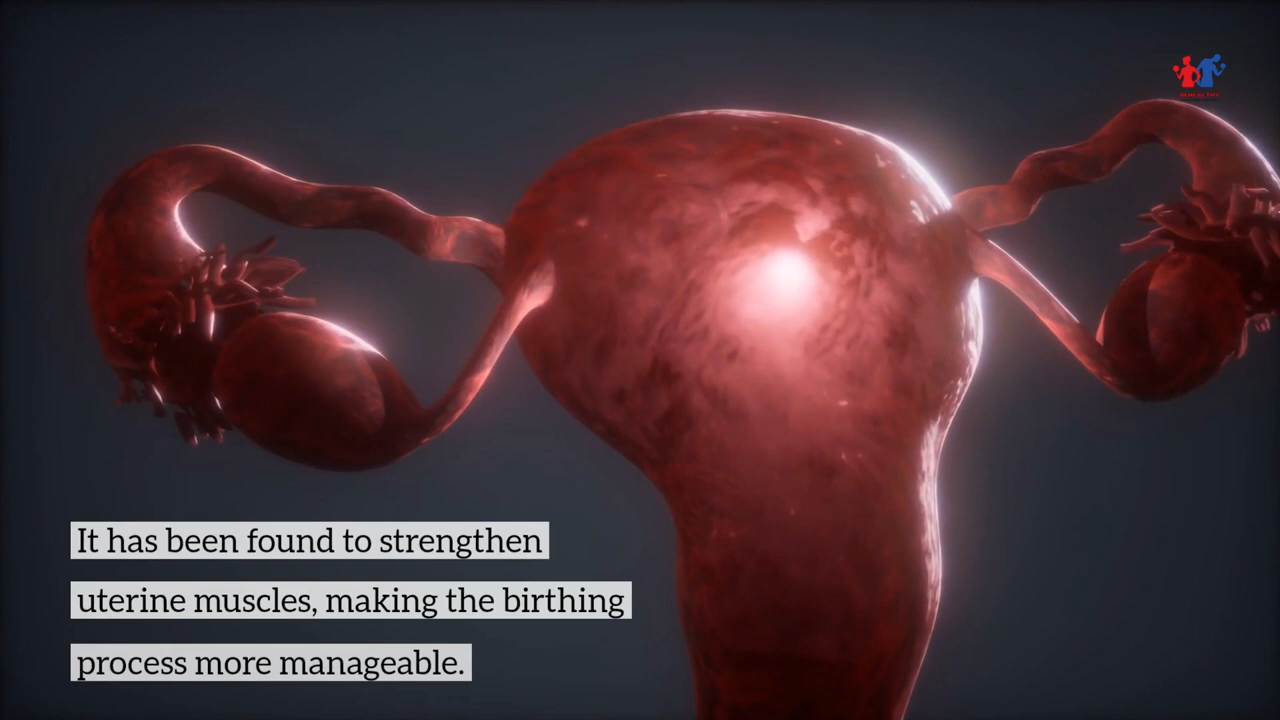 It has been found to strengthen
uterine muscles, making the birthing
process more manageable.